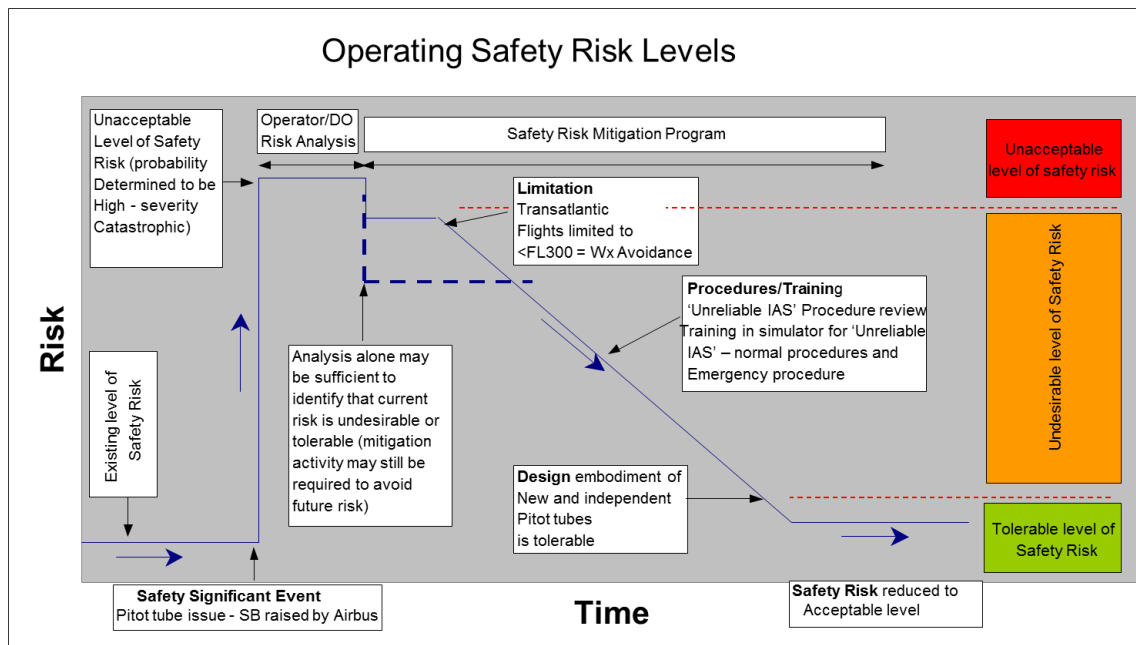 Operating Safety Risk Levels
Unacceptable
Level of Safety
Risk (probability
Determined to be
High - severity
Catastrophic)
Operator/DO
Risk Analysis
Safety Risk Mitigation Program
Unacceptable
level of safety risk
Limitation
Transatlantic
Flights limited to
<FL300 = Wx Avoidance
Procedures/Training
‘Unreliable IAS’ Procedure review
Training in simulator for ‘Unreliable
IAS’ – normal procedures and
Emergency procedure
Undesirable level of Safety Risk
Risk
Existing level of
Safety Risk
Analysis alone may
be sufficient to
identify that current
risk is undesirable or
tolerable (mitigation
activity may still be
required to avoid
future risk)
Design embodiment of
New and independent
Pitot tubes
is tolerable
Tolerable level of
Safety Risk
Safety Significant Event
Pitot tube issue - SB raised by Airbus
Time
Safety Risk reduced to
Acceptable level